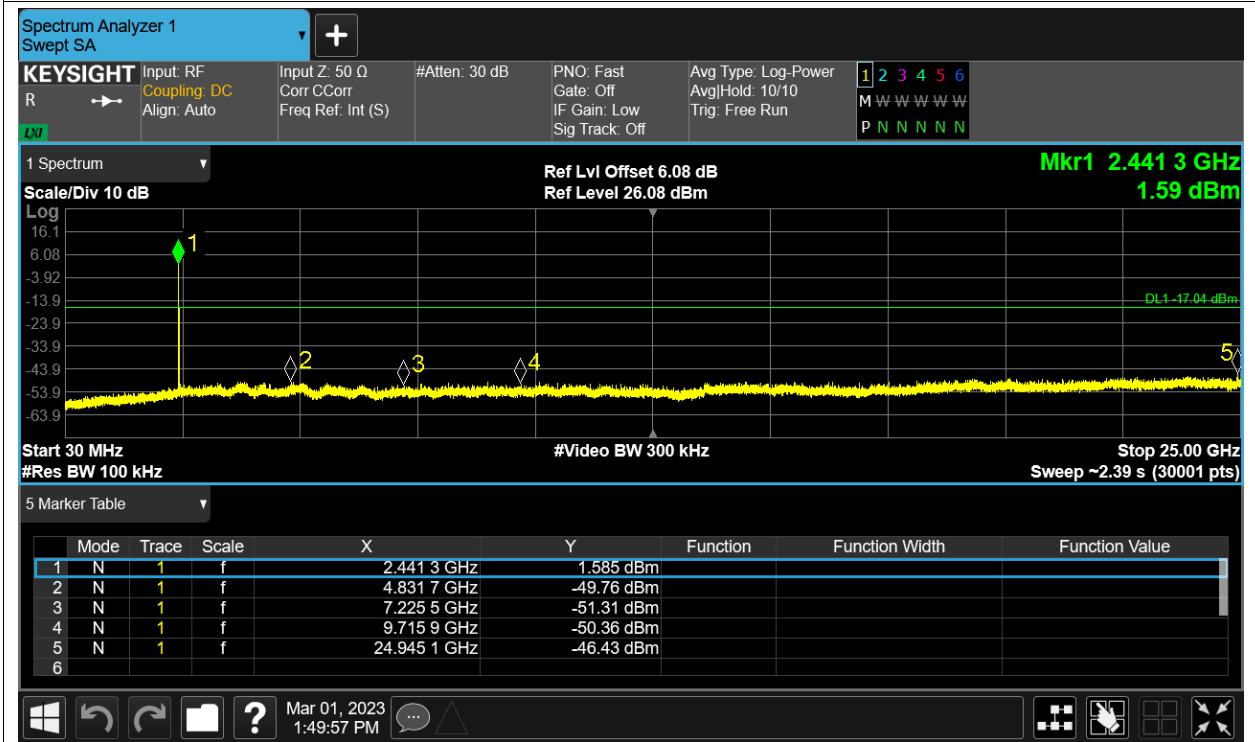 Spectrum Analyzer 1
Swept SA
KEYSIGHT
R
LXI
Input: RF
Coupling: DC
Align: Auto
Input Z: 50 Ω
Corr CCorr
Freq Ref: Int (S)
#Atten: 30 dB
PNO: Fast
Gate: Off
IF Gain: Low
Sig Track: Off
Avg Type: Log-Power
Avg|Hold: 10/10
Trig: Free Run
1 2 3 4 5 6
M W W W W W
P N N N N N
1 Spectrum
Scale/Div 10 dB
Ref Lvl Offset 6.08 dB
Ref Level 26.08 dBm
Mkr1 2.441 3 GHz
1.59 dBm
Log
16.1
6.08
-3.92
-13.9
-23.9
-33.9
-43.9
-53.9
-63.9
1
2
3
4
5
DL1 -17.04 dBm
Start 30 MHz
#Res BW 100 kHz
#Video BW 300 kHz
Stop 25.00 GHz
Sweep ~2.39 s (30001 pts)
5 Marker Table
Mode Trace Scale X Y Function Function Width Function Value
1 N 1 f 2.441 3 GHz 1.585 dBm
2 N 1 f 4.831 7 GHz -49.76 dBm
3 N 1 f 7.225 5 GHz -51.31 dBm
4 N 1 f 9.715 9 GHz -50.36 dBm
5 N 1 f 24.945 1 GHz -46.43 dBm
6
?
Mar 01, 2023
1:49:57 PM